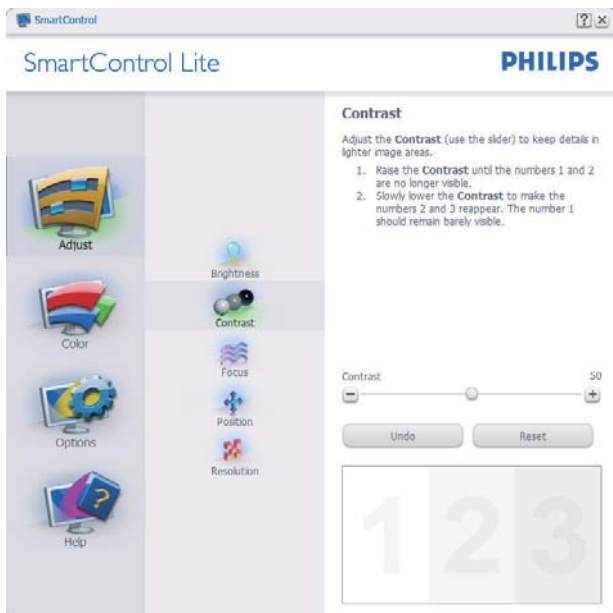 SmartControl
SmartControl Lite
PHILIPS
Adjust
Color
Options
Help
Brightness
Contrast
Focus
Position
Resolution
Contrast
Adjust the Contrast (use the slider) to keep details in
lighter image areas.
1. Raise the Contrast until the numbers 1 and 2
are no longer visible.
2. Slowly lower the Contrast to make the
numbers 2 and 3 reappear. The number 1
should remain barely visible.
Contrast 50
Undo Reset
1 2 3